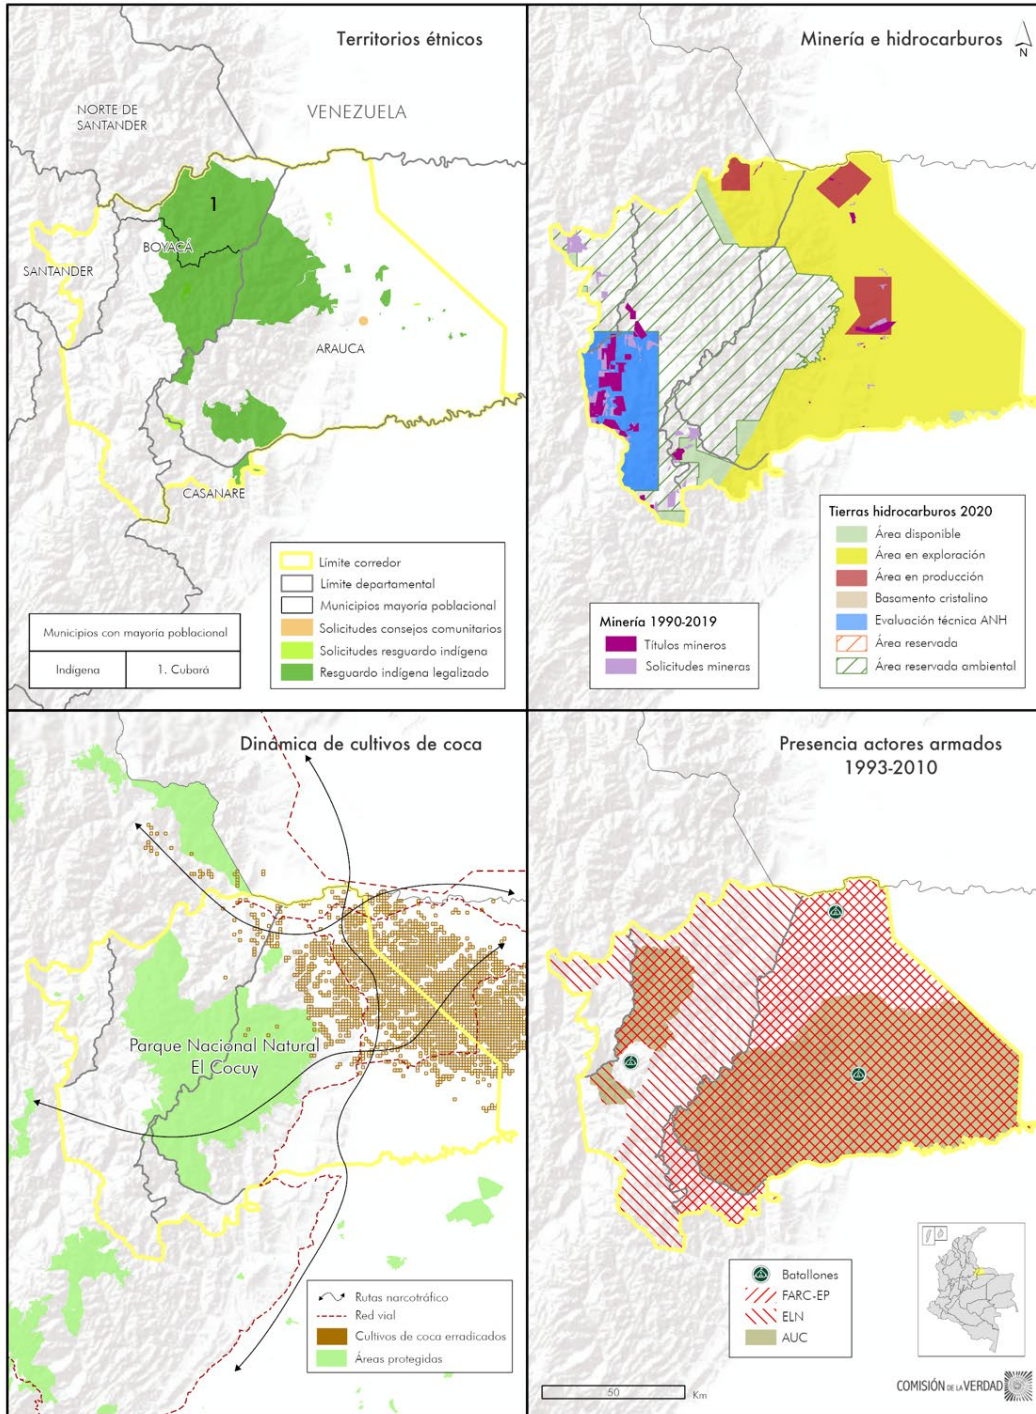 Territorios étnicos
NORTE DE
SANTANDER
VENEZUELA
1
BOYACÁ
SANTANDER
ARAUCA
CASANARE
Límite corredor
Límite departamental
Municipios mayoría poblacional
Solicitudes consejos comunitarios
Solicitudes resguardo indígena
Resguardo indígena legalizado
Municipios con mayoría poblacional
Indígena
1. Cubará
Minería e hidrocarburos
N
Minería 1990-2019
Títulos mineros
Solicitudes mineras
Tierras hidrocarburos 2020
Área disponible
Área en exploración
Área en producción
Basamento cristalino
Evaluación técnica ANH
Área reservada
Área reservada ambiental
Dinámica de cultivos de coca
Parque Nacional Natural
El Cocuy
Rutas narcotráfico
Red vial
Cultivos de coca erradicados
Áreas protegidas
Presencia actores armados
1993-2010
Batallones
FARC-EP
ELN
AUC
50
Km
COMISIÓN DE LA VERDAD